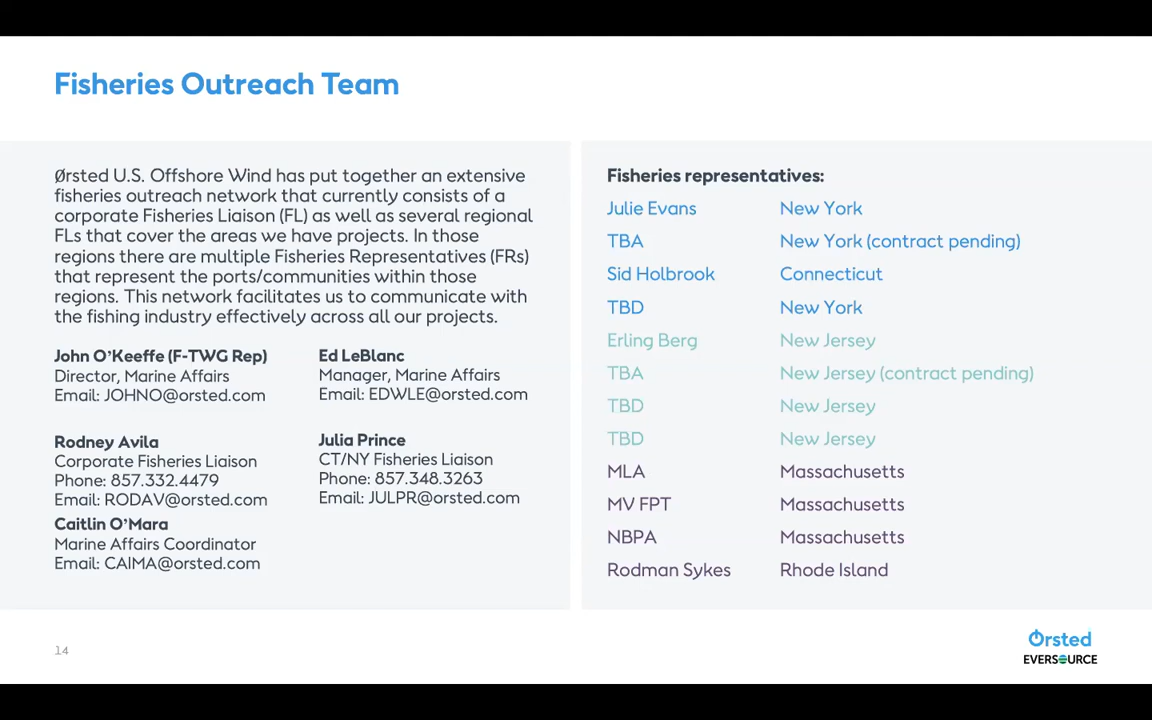 Fisheries Outreach Team
Ørsted U.S. Offshore Wind has put together an extensive
fisheries outreach network that currently consists of a
corporate Fisheries Liaison (FL) as well as several regional
FLs that cover the areas we have projects. In those
regions there are multiple Fisheries Representatives (FRs)
that represent the ports/communities within those
regions. This network facilitates us to communicate with
the fishing industry effectively across all our projects.
John O'Keeffe (F-TWG Rep)
Director, Marine Affairs
Email: JOHNO@orsted.com
Ed LeBlanc
Manager, Marine Affairs
Email: EDWLE@orsted.com
Rodney Avila
Corporate Fisheries Liaison
Phone: 857.332.4479
Email: RODAV@orsted.com
Julia Prince
CT/NY Fisheries Liaison
Phone: 857.348.3263
Email: JULPR@orsted.com
Caitlin O'Mara
Marine Affairs Coordinator
Email: CAIMA@orsted.com
Fisheries representatives:
Julie Evans New York
TBA New York (contract pending)
Sid Holbrook Connecticut
TBD New York
Erling Berg New Jersey
TBA New Jersey (contract pending)
TBD New Jersey
TBD New Jersey
MLA Massachusetts
MV FPT Massachusetts
NBPA Massachusetts
Rodman Sykes Rhode Island
14
Ørsted
EVERSOURCE